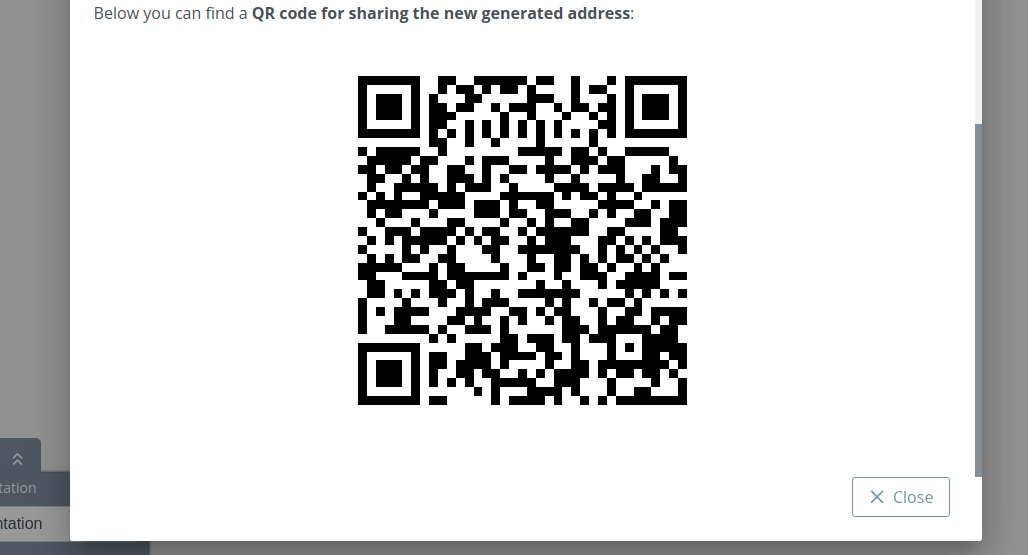 Below you can find a QR code for sharing the new generated address:
tation
ntation
Close